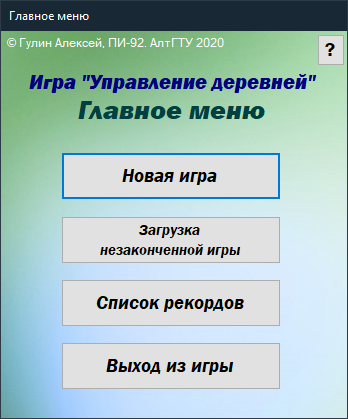 Главное меню
© Гулин Алексей, ПИ-92. АлтГТУ 2020
?
Игра "Управление деревней"
Главное меню
Новая игра
Загрузка
незаконченной игры
Список рекордов
Выход из игры